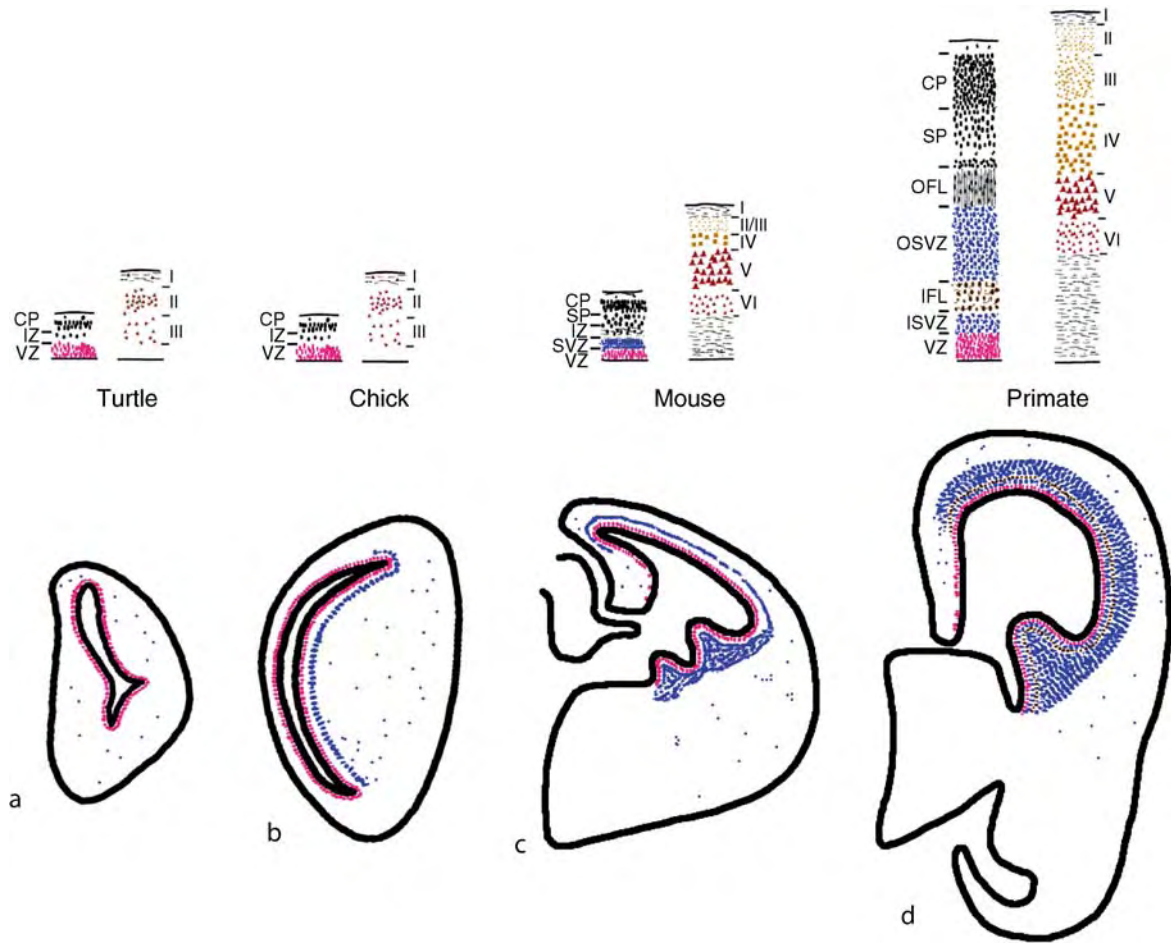 CP
IZ
VZ
I
II
III
Turtle
CP
IZ
VZ
I
II
III
Chick
CP
SP
IZ
SVZ
VZ
I
II/III
IV
V
VI
Mouse
CP
SP
OFL
OSVZ
IFL
ISVZ
VZ
I
II
III
IV
V
VI
Primate
a
b
c
d